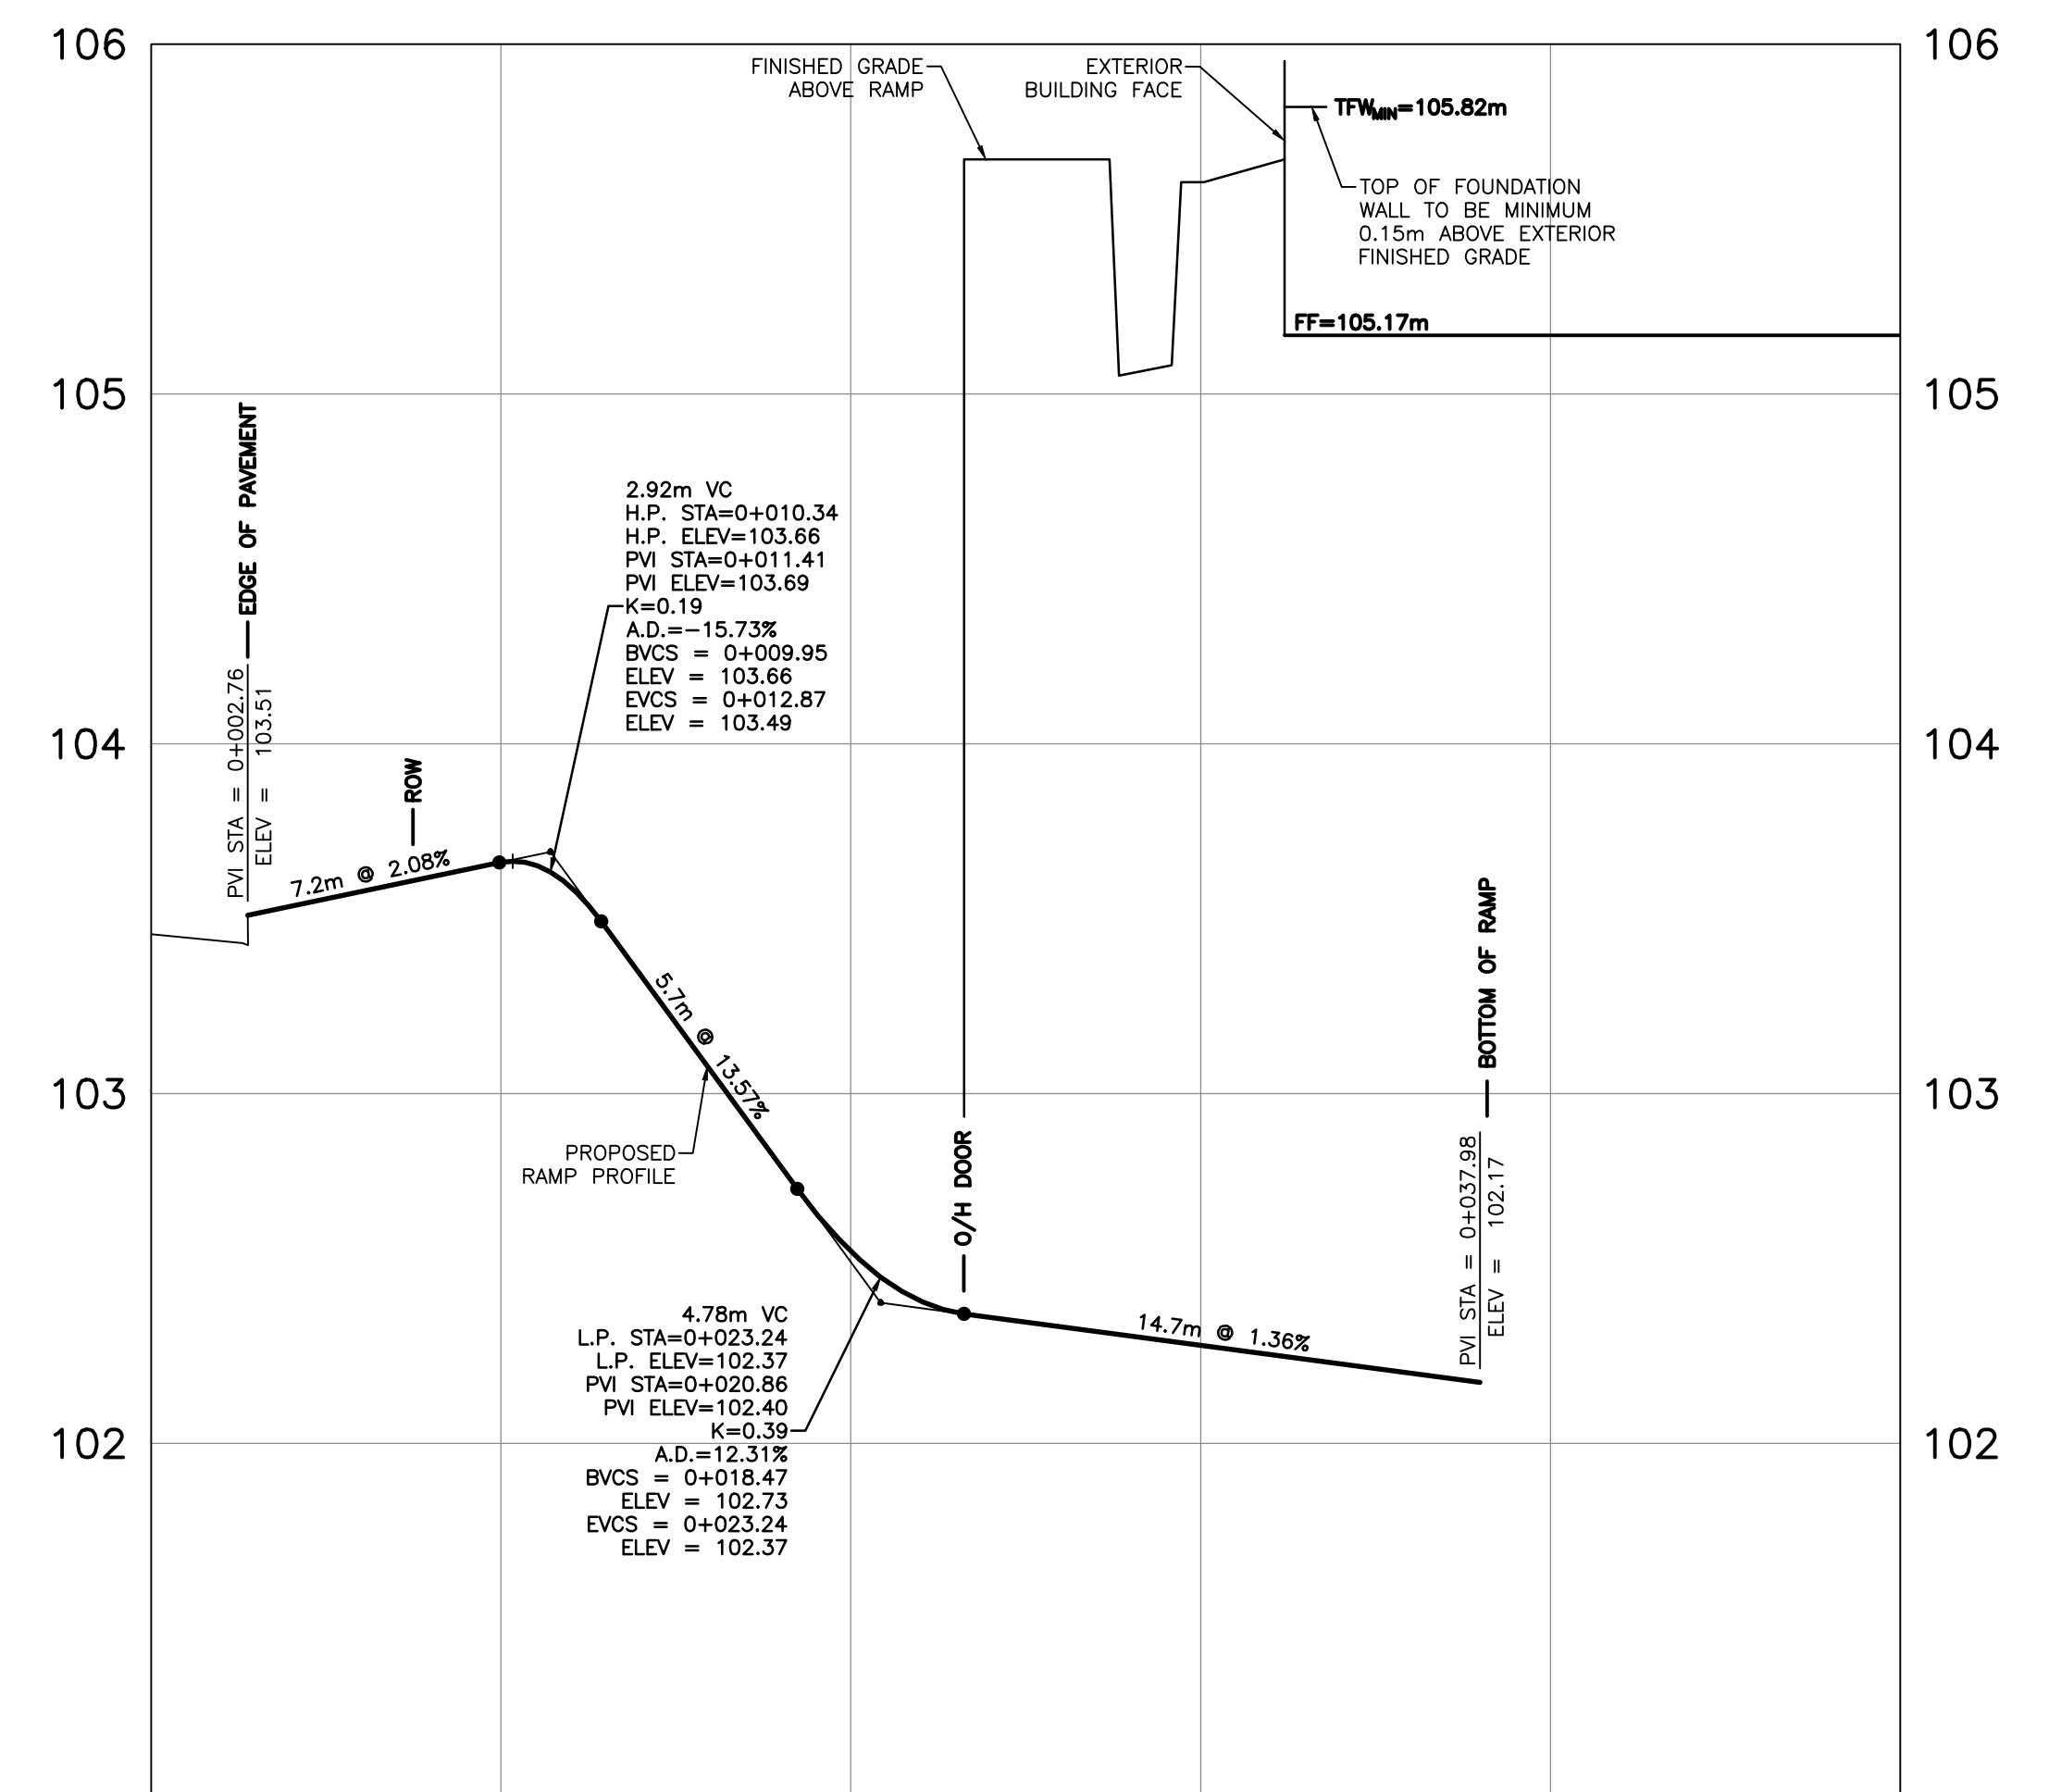 106
106
FINISHED GRADE
ABOVE RAMP
EXTERIOR
BUILDING FACE
TFWMIN=105.82m
TOP OF FOUNDATION
WALL TO BE MINIMUM
0.15m ABOVE EXTERIOR
FINISHED GRADE
FF=105.17m
105
105
EDGE OF PAVEMENT
PVI STA = 0+002.76
ELEV = 103.51
2.92m VC
H.P. STA=0+010.34
H.P. ELEV=103.66
PVI STA=0+011.41
PVI ELEV=103.69
K=0.19
A.D.=-15.73%
BVCS = 0+009.95
ELEV = 103.66
EVCS = 0+012.87
ELEV = 103.49
104
104
ROW
7.2m @ 2.08%
5.7m @ 13.57%
BOTTOM OF RAMP
103
103
PROPOSED
RAMP PROFILE
O/H DOOR
PVI STA = 0+037.98
ELEV = 102.17
14.7m @ 1.36%
4.78m VC
L.P. STA=0+023.24
L.P. ELEV=102.37
PVI STA=0+020.86
PVI ELEV=102.40
K=0.39
A.D.=12.31%
BVCS = 0+018.47
ELEV = 102.73
EVCS = 0+023.24
ELEV = 102.37
102
102